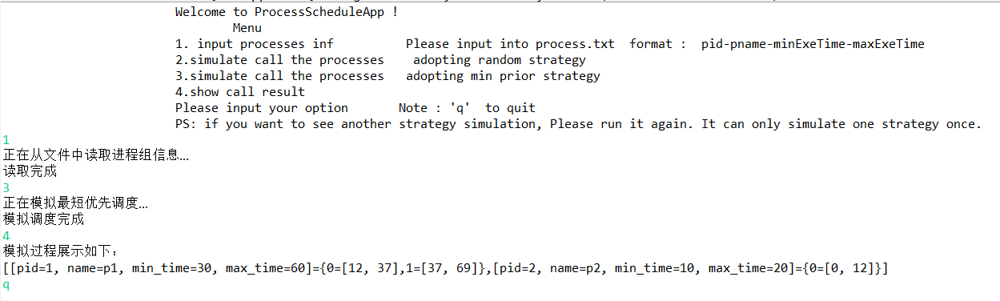 Welcome to ProcessScheduleApp !
Menu
1. input processes inf Please input into process.txt format : pid-pname-minExeTime-maxExeTime
2.simulate call the processes adopting random strategy
3.simulate call the processes adopting min prior strategy
4.show call result
Please input your option Note : 'q' to quit
PS: if you want to see another strategy simulation, Please run it again. It can only simulate one strategy once.
1
正在从文件中读取进程组信息…
读取完成
3
正在模拟最短优先调度…
模拟调度完成
4
模拟过程展示如下：
[[pid=1, name=p1, min_time=30, max_time=60]={0=[12, 37],1=[37, 69]},[pid=2, name=p2, min_time=10, max_time=20]={0=[0, 12]}]
q